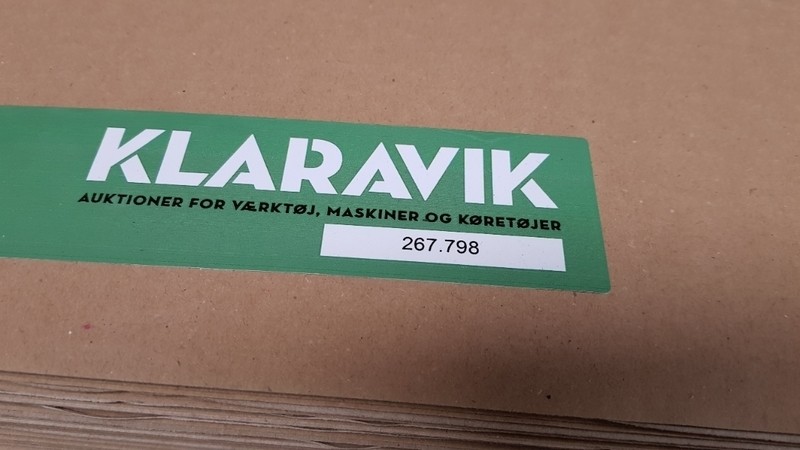 KLARAVIK
AUKTIONER FOR VÆRKTØJ, MASKINER OG KØRETØJER
267.798